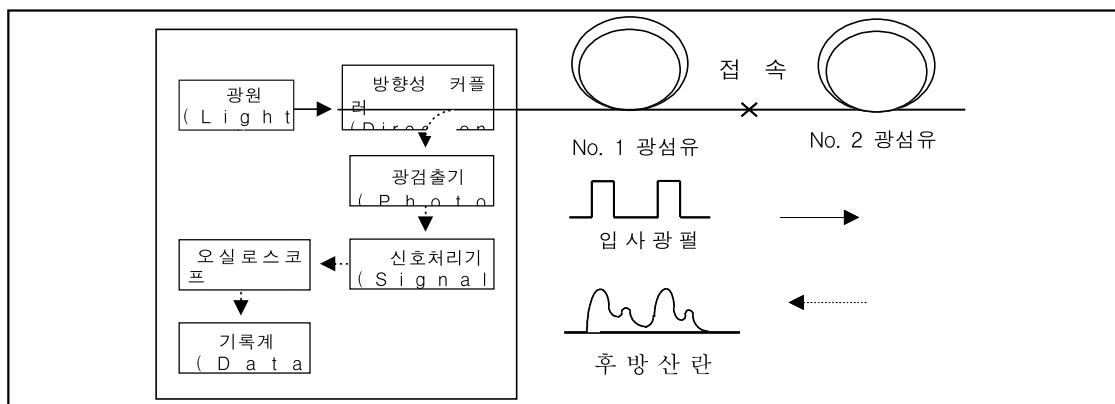 광원
(Light
방향성 커플
러
광검출기
(Photo
신호처리기
(Signal
오실로스코
프
기록계
(Data
접 속
No. 1 광섬유
No. 2 광섬유
입사광펄
후방산란